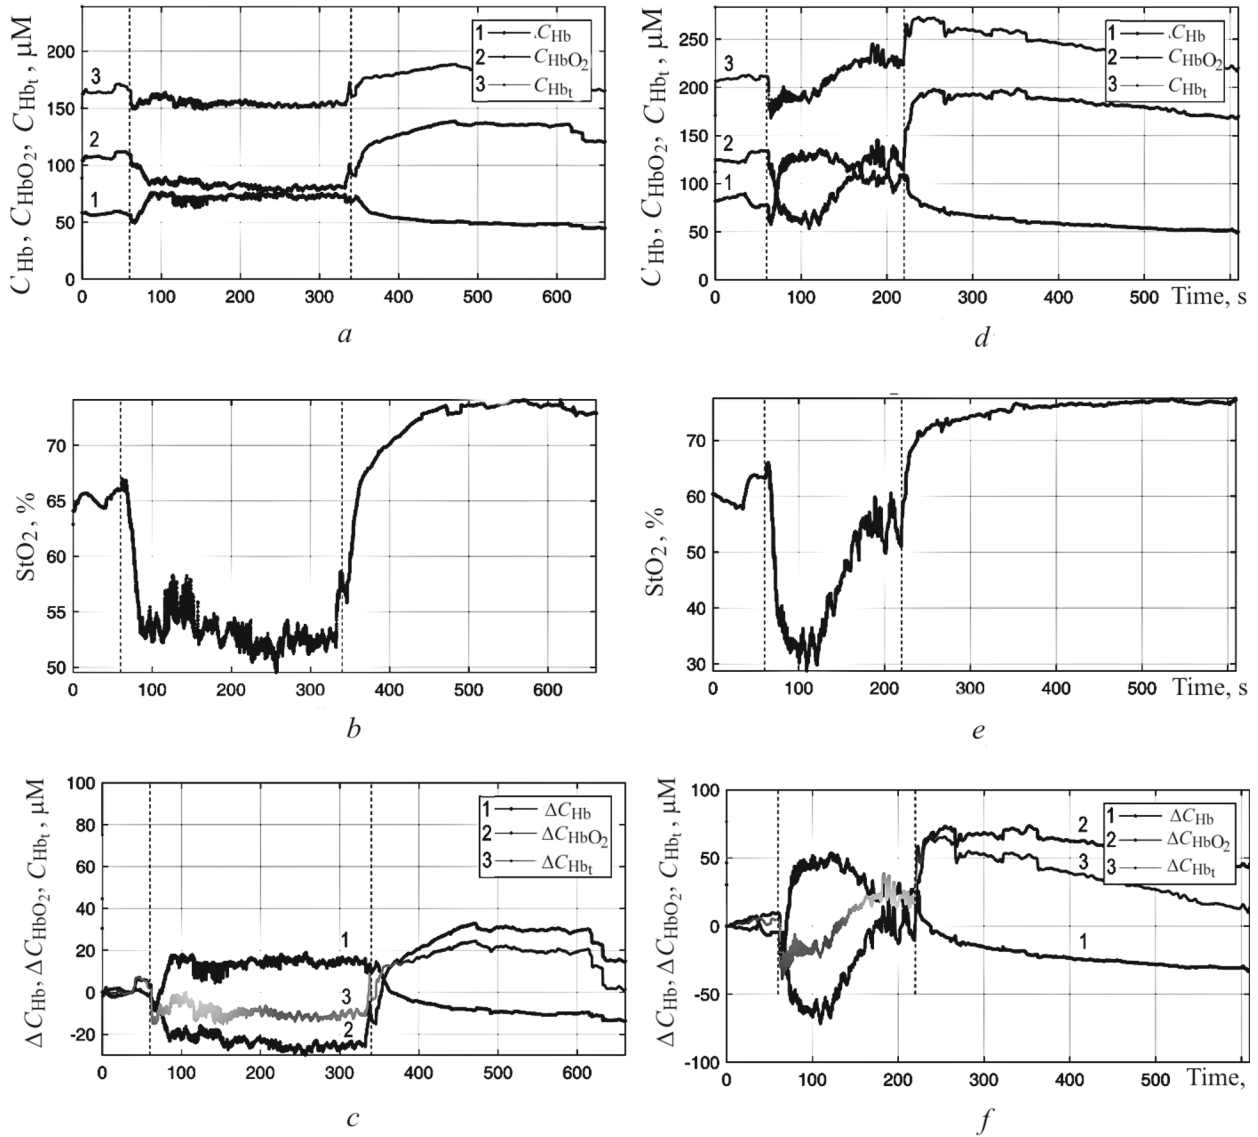 C_Hb, C_HbO2, C_Hbt, µM
200
150
100
50
0
3
2
1
1 .C_Hb
2 C_HbO2
3 C_Hbt
0 100 200 300 400 500 600
a
C_Hb, C_HbO2, C_Hbt, µM
250
200
150
100
50
0
3
2
1
1 .C_Hb
2 C_HbO2
3 C_Hbt
0 100 200 300 400 500 Time, s
d
StO2, %
70
65
60
55
50
0 100 200 300 400 500 600
b
StO2, %
70
60
50
40
30
0 100 200 300 400 500 Time, s
e
ΔC_Hb, ΔC_HbO2, C_Hbt, µM
100
80
60
40
20
0
-20
1
3
2
1 ΔC_Hb
2 ΔC_HbO2
3 ΔC_Hbt
0 100 200 300 400 500 600
c
ΔC_Hb, ΔC_HbO2, C_Hbt, µM
100
50
0
-50
-100
2
3
1
1 ΔC_Hb
2 ΔC_HbO2
3 ΔC_Hbt
0 100 200 300 400 500 Time,
f